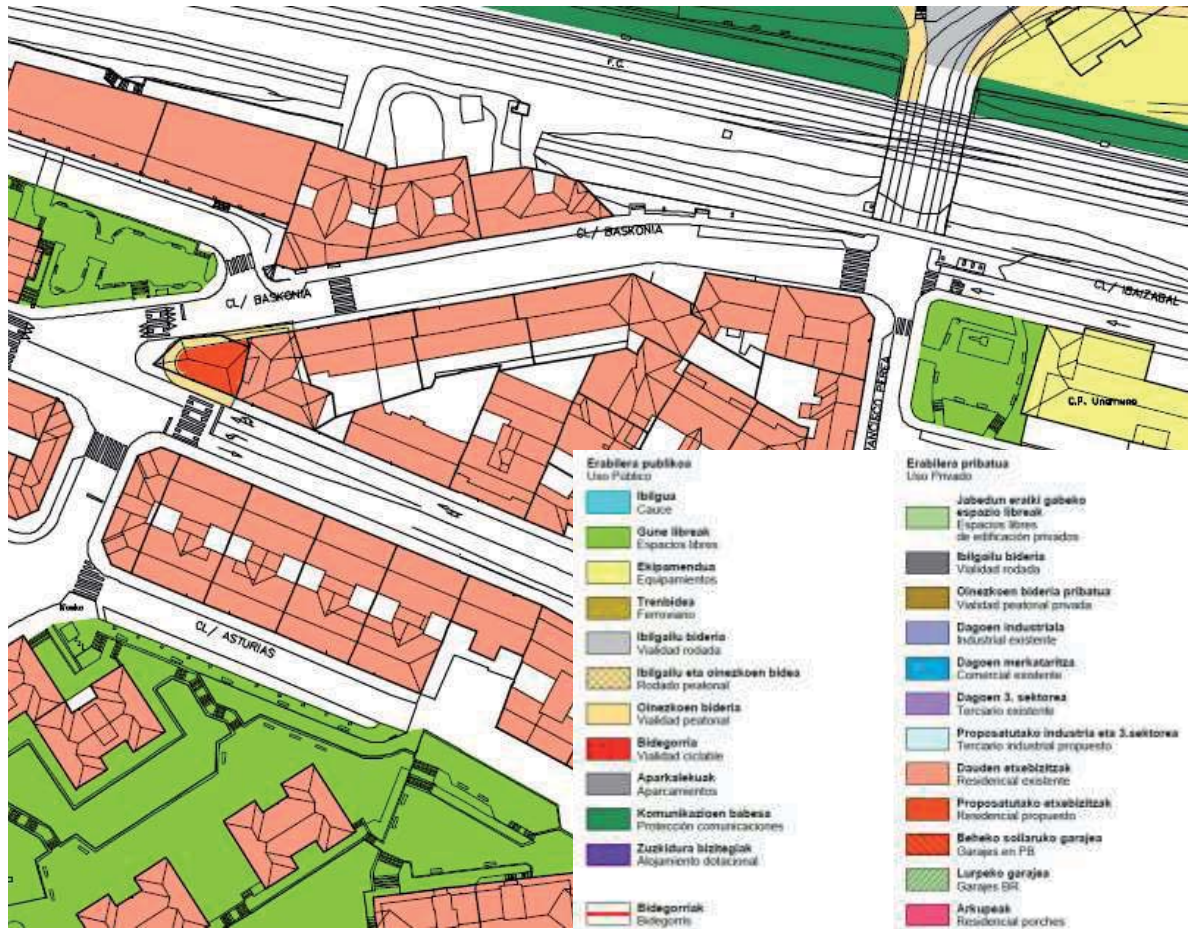 F.C.
CL/ BASKONIA
CL/ BASKONIA
CL/ IBAIZABAL
FRANCISCO PEREA
C.P. Unamuno
Kiosko
CL/ ASTURIAS
Erabilera publikoa
Uso Público
Ibilgua
Cauce
Gune libreak
Espacios libres
Ekipamendua
Equipamientos
Trenbidea
Ferroviario
Ibilgailu bideria
Vialidad rodada
Ibilgailu eta oinezkoen bidea
Rodado peatonal
Oinezkoen bideria
Vialidad peatonal
Bidegorria
Vialidad ciclable
Aparkalekuak
Aparcamientos
Komunikazioen babesa
Protección comunicaciones
Zuzkidura bizitegiak
Alojamiento dotacional
Bidegorriak
Bidegorris
Erabilera pribatua
Uso Privado
Jabedun eraiki gabeko
espazio libreak
Espacios libres
de edificación privados
Ibilgailu bideria
Vialidad rodada
Oinezkoen bideria pribatua
Vialidad peatonal privada
Dagoen industriala
Industrial existente
Dagoen merkataritza
Comercial existente
Dagoen 3. sektorea
Terciario existente
Proposatutako industria eta 3.sektorea
Terciario industrial propuesto
Dauden etxebizitzak
Residencial existente
Proposatutako etxebizitzak
Residencial propuesto
Beheko solairuko garajea
Garajes en PB
Lurpeko garajea
Garajes BR
Arkupeak
Residencial porches